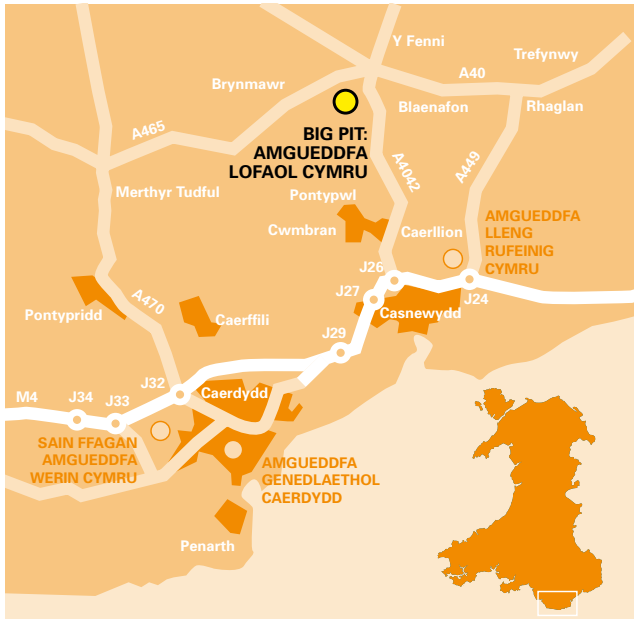 Y Fenni
Trefynwy
A40
Brynmawr
Blaenafon
Rhaglan
A465
BIG PIT:
AMGUEDDFA
LOFAOL CYMRU
A4042
A449
Merthyr Tudful
Pontypwl
Cwmbran
Caerllion
AMGUEDDFA
LLENG
RUFEINIG
CYMRU
J26
J27
J24
A470
Pontypridd
Caerffili
Casnewydd
J29
J32
M4
J34
J33
Caerdydd
SAIN FFAGAN
AMGUEDDFA
WERIN CYMRU
AMGUEDDFA
GENEDLAETHOL
CAERDYDD
Penarth